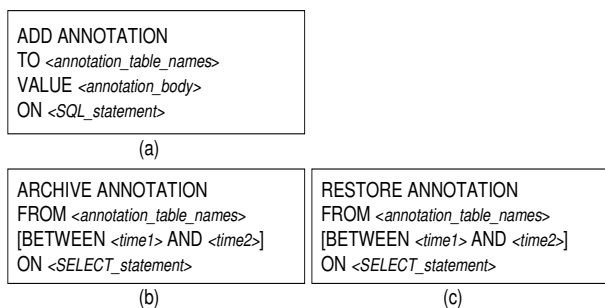 ADD ANNOTATION
TO <annotation_table_names>
VALUE <annotation_body>
ON <SQL_statement>
(a)
ARCHIVE ANNOTATION
FROM <annotation_table_names>
[BETWEEN <time1> AND <time2>]
ON <SELECT_statement>
(b)
RESTORE ANNOTATION
FROM <annotation_table_names>
[BETWEEN <time1> AND <time2>]
ON <SELECT_statement>
(c)